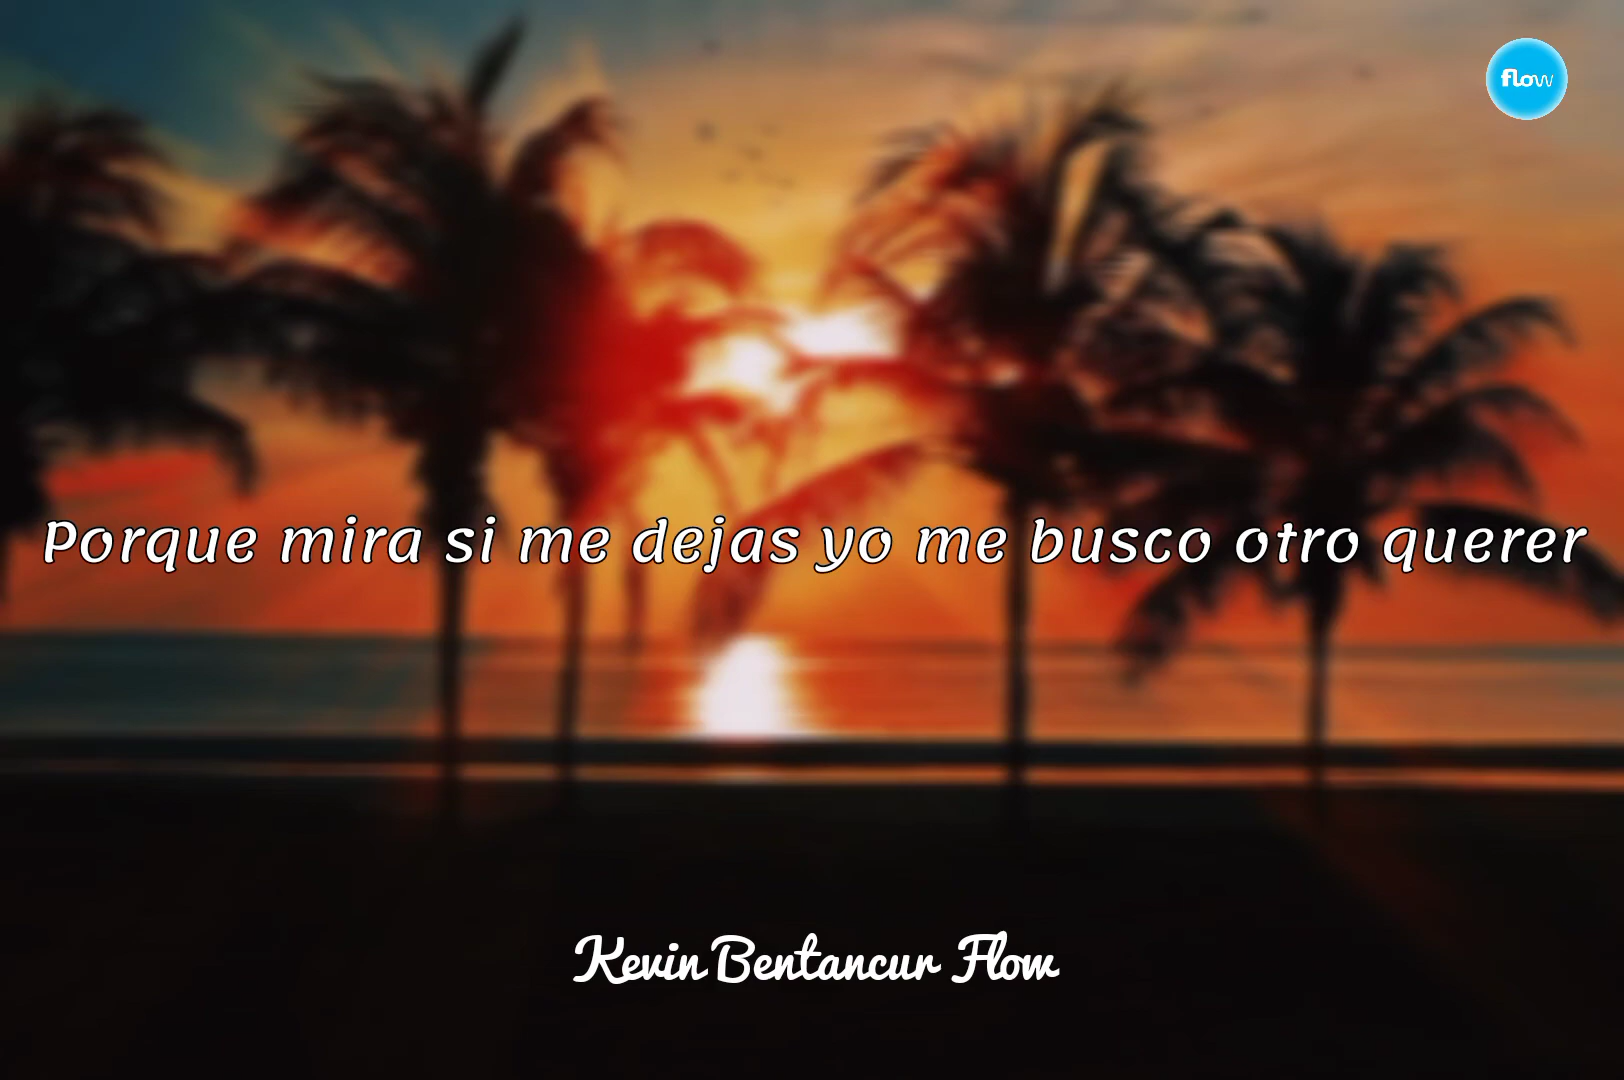 flow
Porque mira si me dejas yo me busco otro querer
Kevin Bentancur Flow